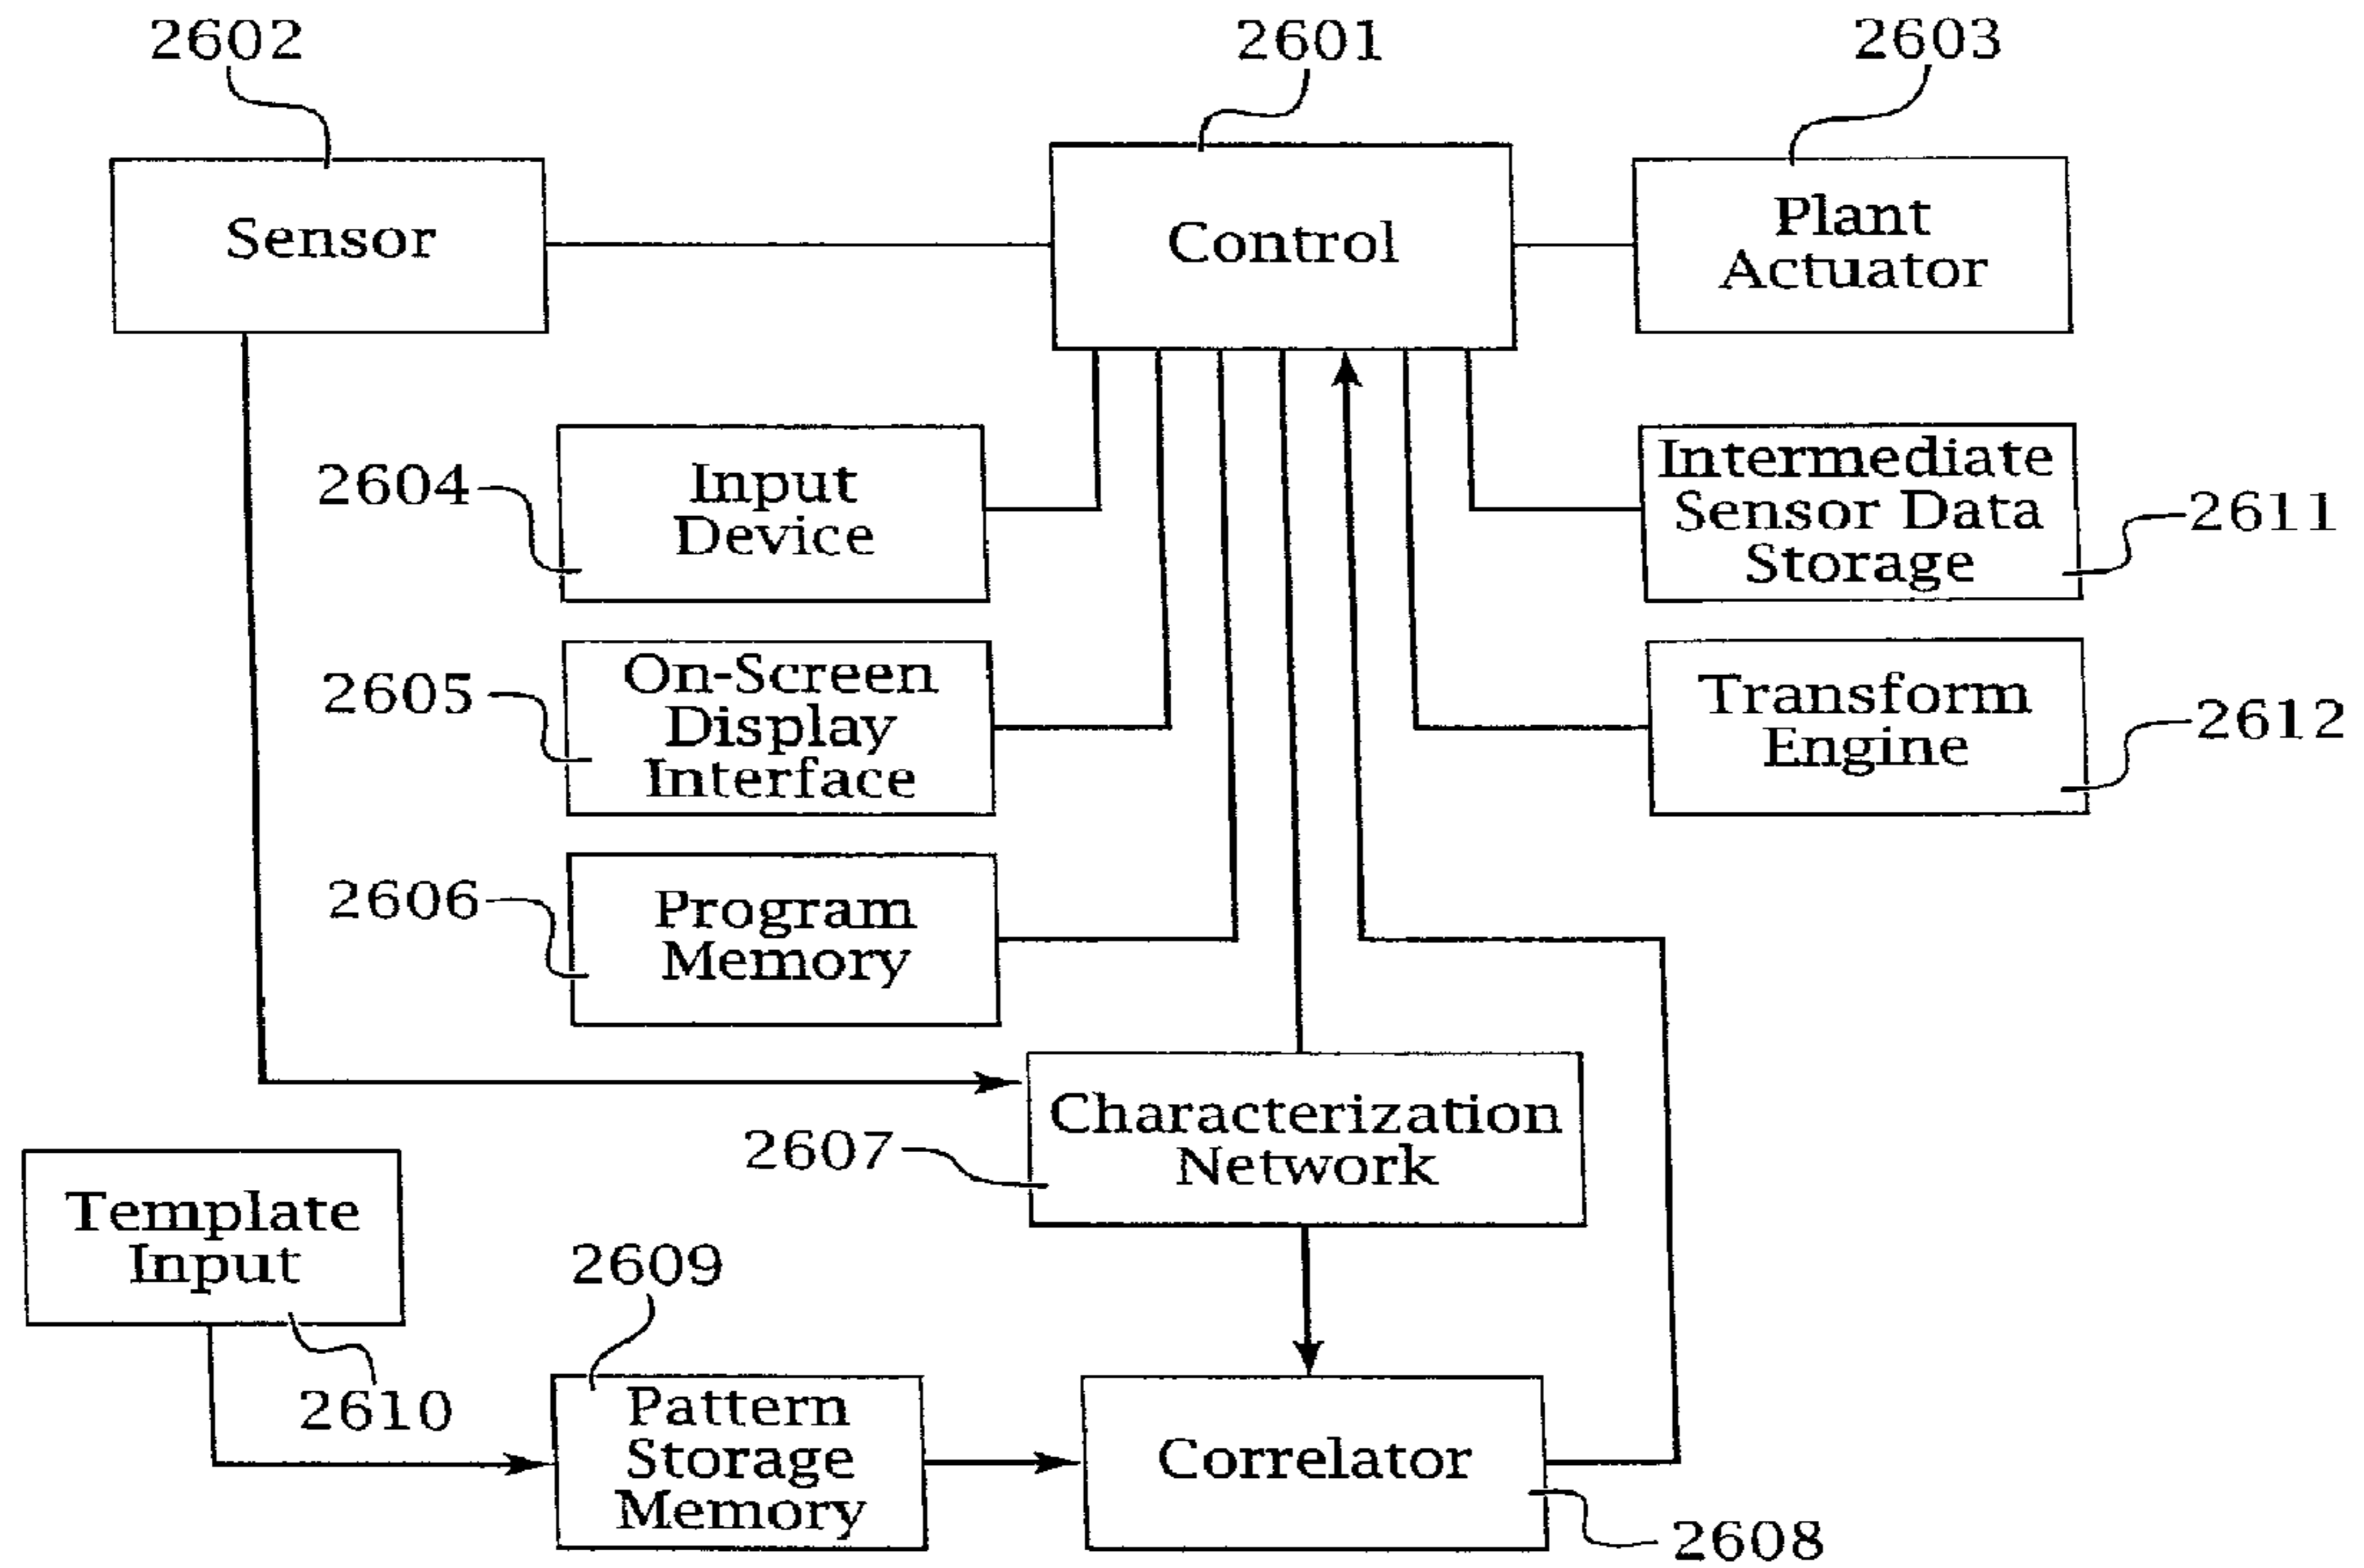 2602
2601
2603
Sensor
Control
Plant
Actuator
2604
Input
Device
Intermediate
Sensor Data
Storage
2611
2605
On-Screen
Display
Interface
Transform
Engine
2612
2606
Program
Memory
2607
Characterization
Network
Template
Input
2610
2609
Pattern
Storage
Memory
Correlator
2608